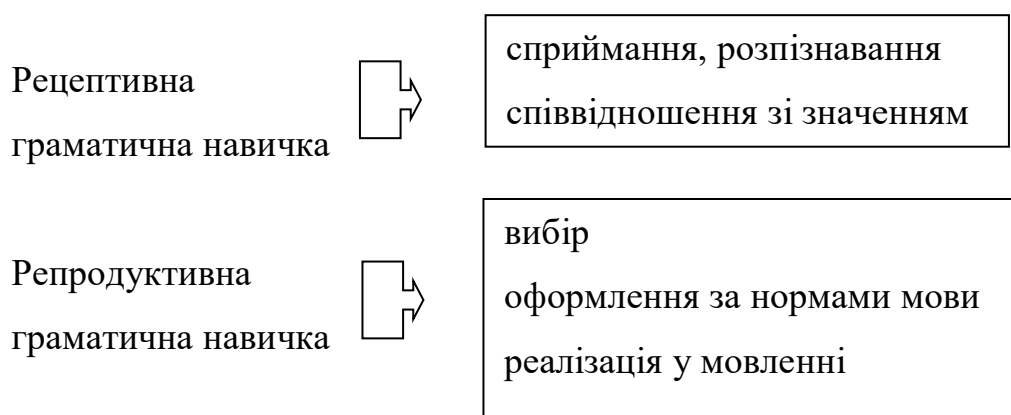 Рецептивна
граматична навичка
сприймання, розпізнавання
співвідношення зі значенням
Репродуктивна
граматична навичка
вибір
оформлення за нормами мови
реалізація у мовленні